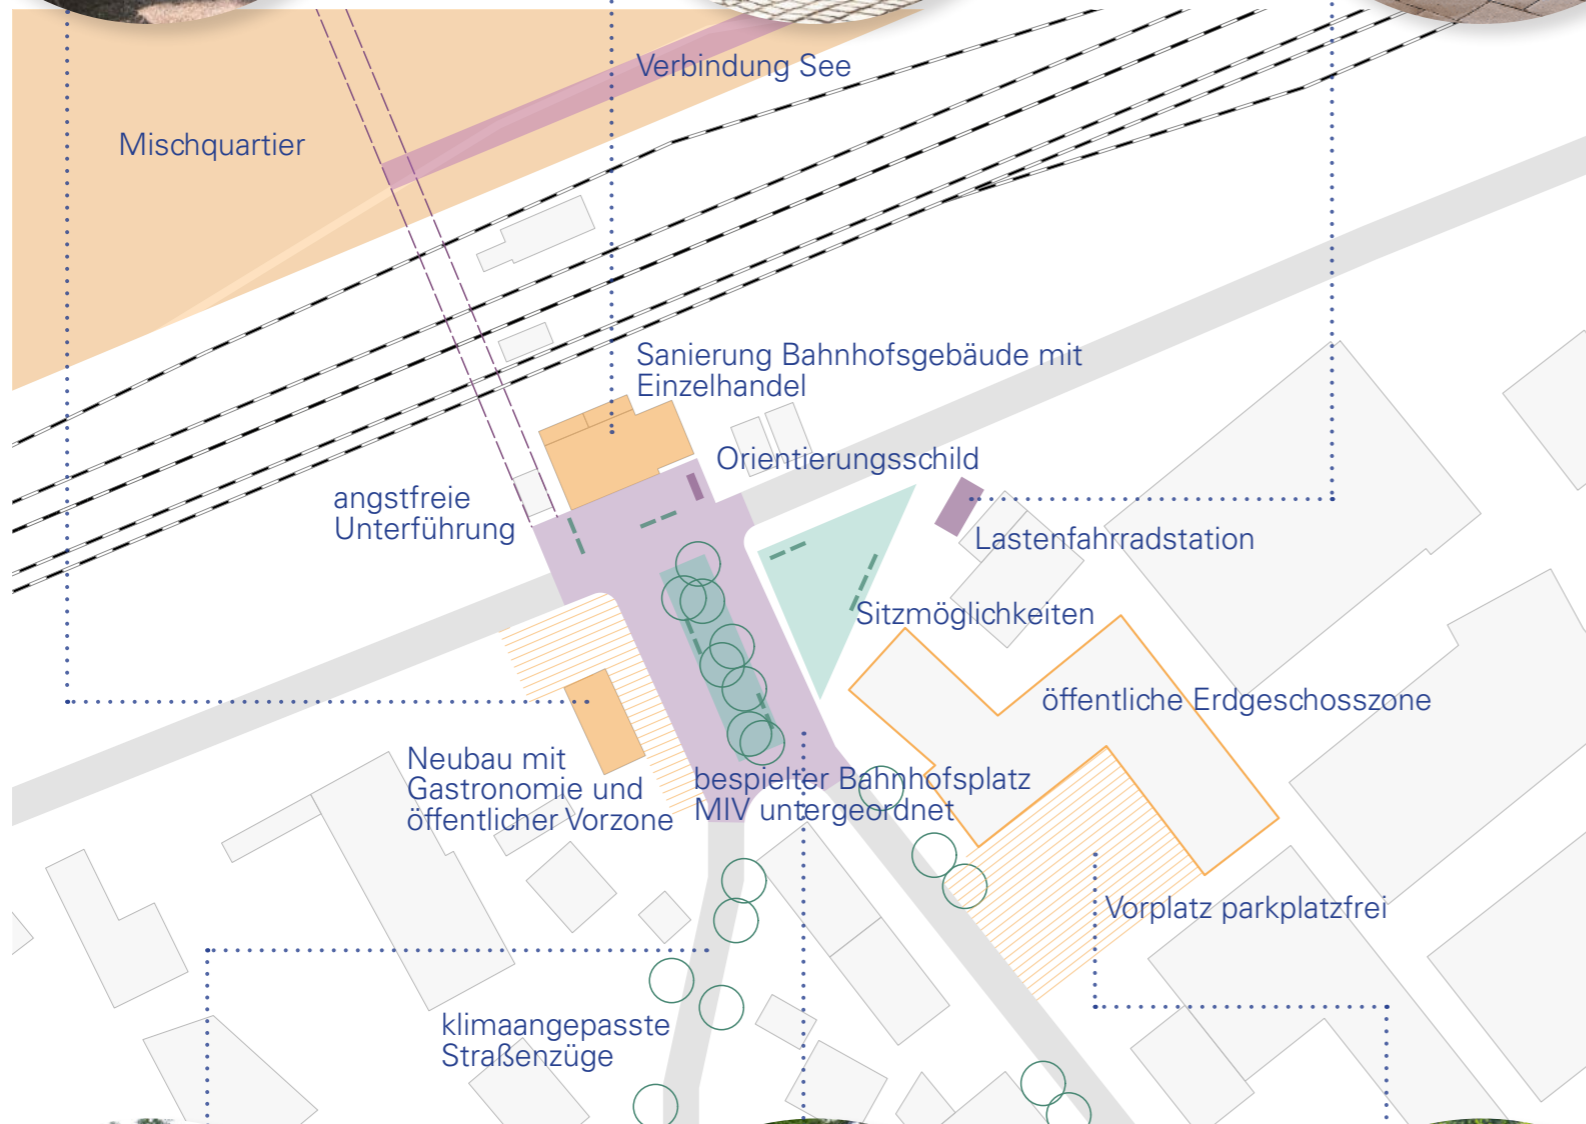 Verbindung See
Mischquartier
Sanierung Bahnhofsgebäude mit
Einzelhandel
Orientierungsschild
angstfreie
Unterführung
Lastenfahrradstation
Sitzmöglichkeiten
öffentliche Erdgeschosszone
Neubau mit
Gastronomie und
öffentlicher Vorzone
bespielter Bahnhofsplatz
MIV untergeordnet
Vorplatz parkplatzfrei
klimaangepasste
Straßenzüge